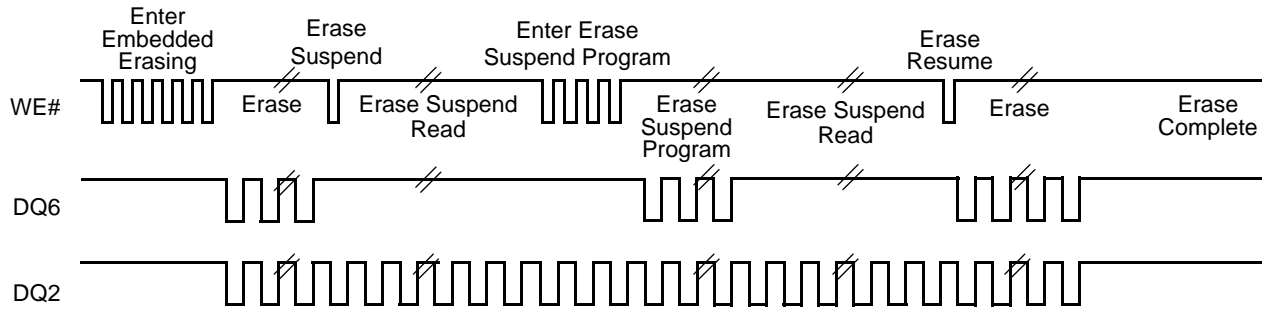 Enter
Embedded
Erasing
Erase
Suspend
Enter Erase
Suspend Program
Erase
Resume
WE#
Erase
Erase Suspend
Read
Erase
Suspend
Program
Erase Suspend
Read
Erase
Erase
Complete
DQ6
DQ2